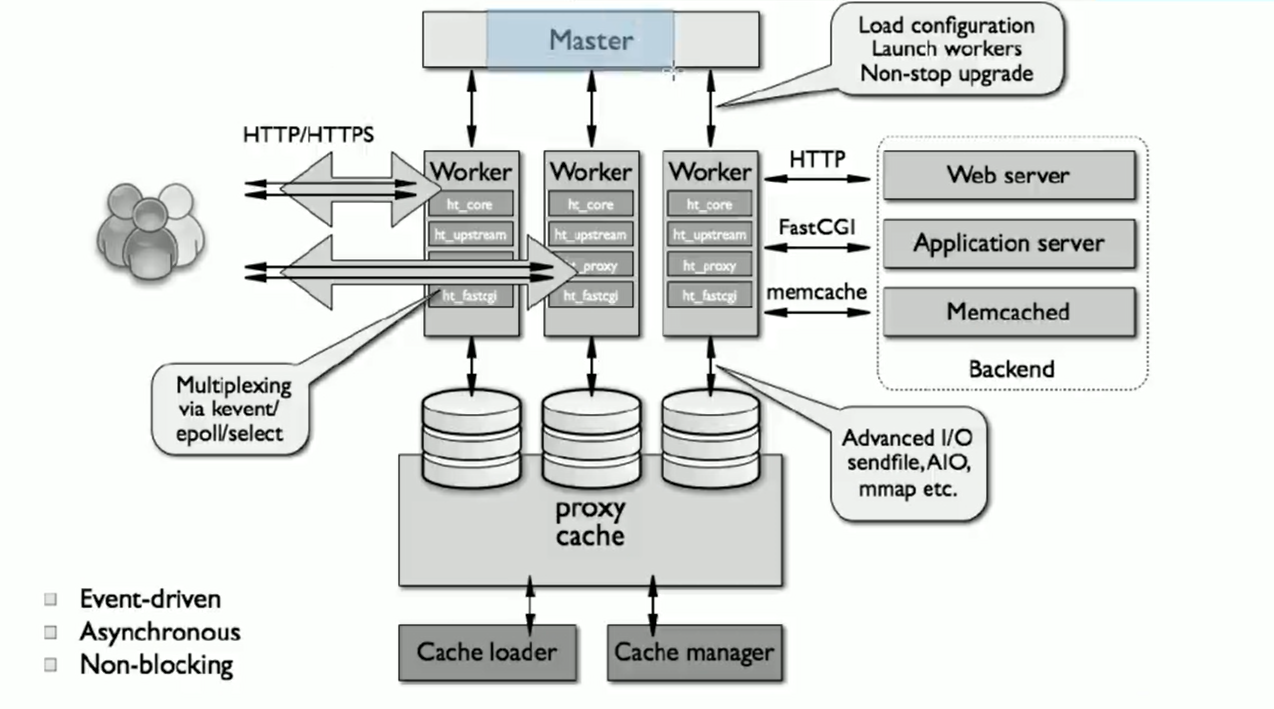 Master
Load configuration
Launch workers
Non-stop upgrade
HTTP/HTTPS
Worker
ht_core
ht_upstream
ht_fastcgi
Worker
ht_core
ht_upstream
ht_proxy
ht_fastcgi
Worker
ht_core
ht_upstream
ht_proxy
ht_fastcgi
HTTP
FastCGI
memcache
Web server
Application server
Memcached
Backend
Multiplexing
via kevent/
epoll/select
Advanced I/O
sendfile, AIO,
mmap etc.
proxy
cache
Cache loader
Cache manager
Event-driven
Asynchronous
Non-blocking